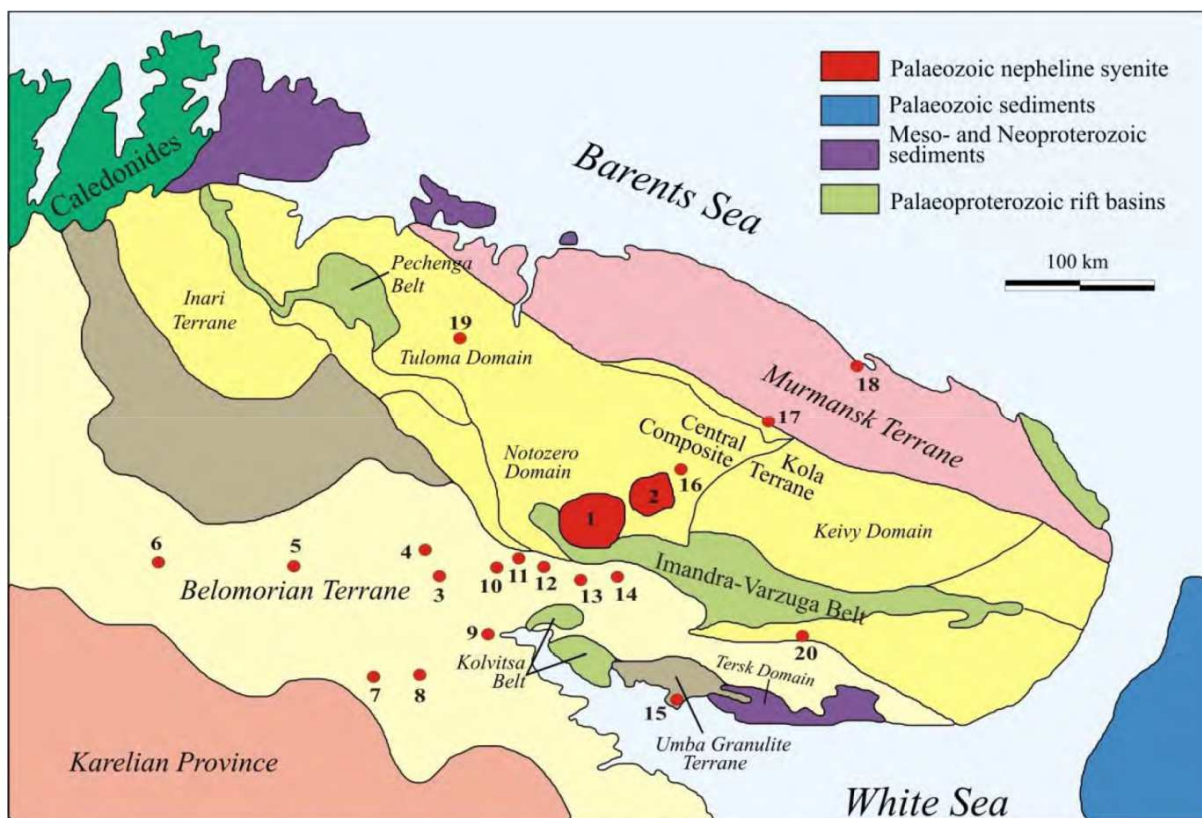 Palaeozoic nepheline syenite
Palaeozoic sediments
Meso- and Neoproterozoic
sediments
Palaeoproterozoic rift basins
100 km
Caledonides
Barents Sea
Pechenga
Belt
Inari
Terrane
19
Tuloma Domain
18
Murmansk Terrane
17
Central
Composite
Kola
Terrane
Notozero
Domain
16
2
1
Keivy Domain
6
5
4
3
10
11
12
13
14
Imandra-Varzuga Belt
Belomorian Terrane
9
Kolvitsa
Belt
20
Tersk Domain
7
8
15
Umba Granulite
Terrane
Karelian Province
White Sea